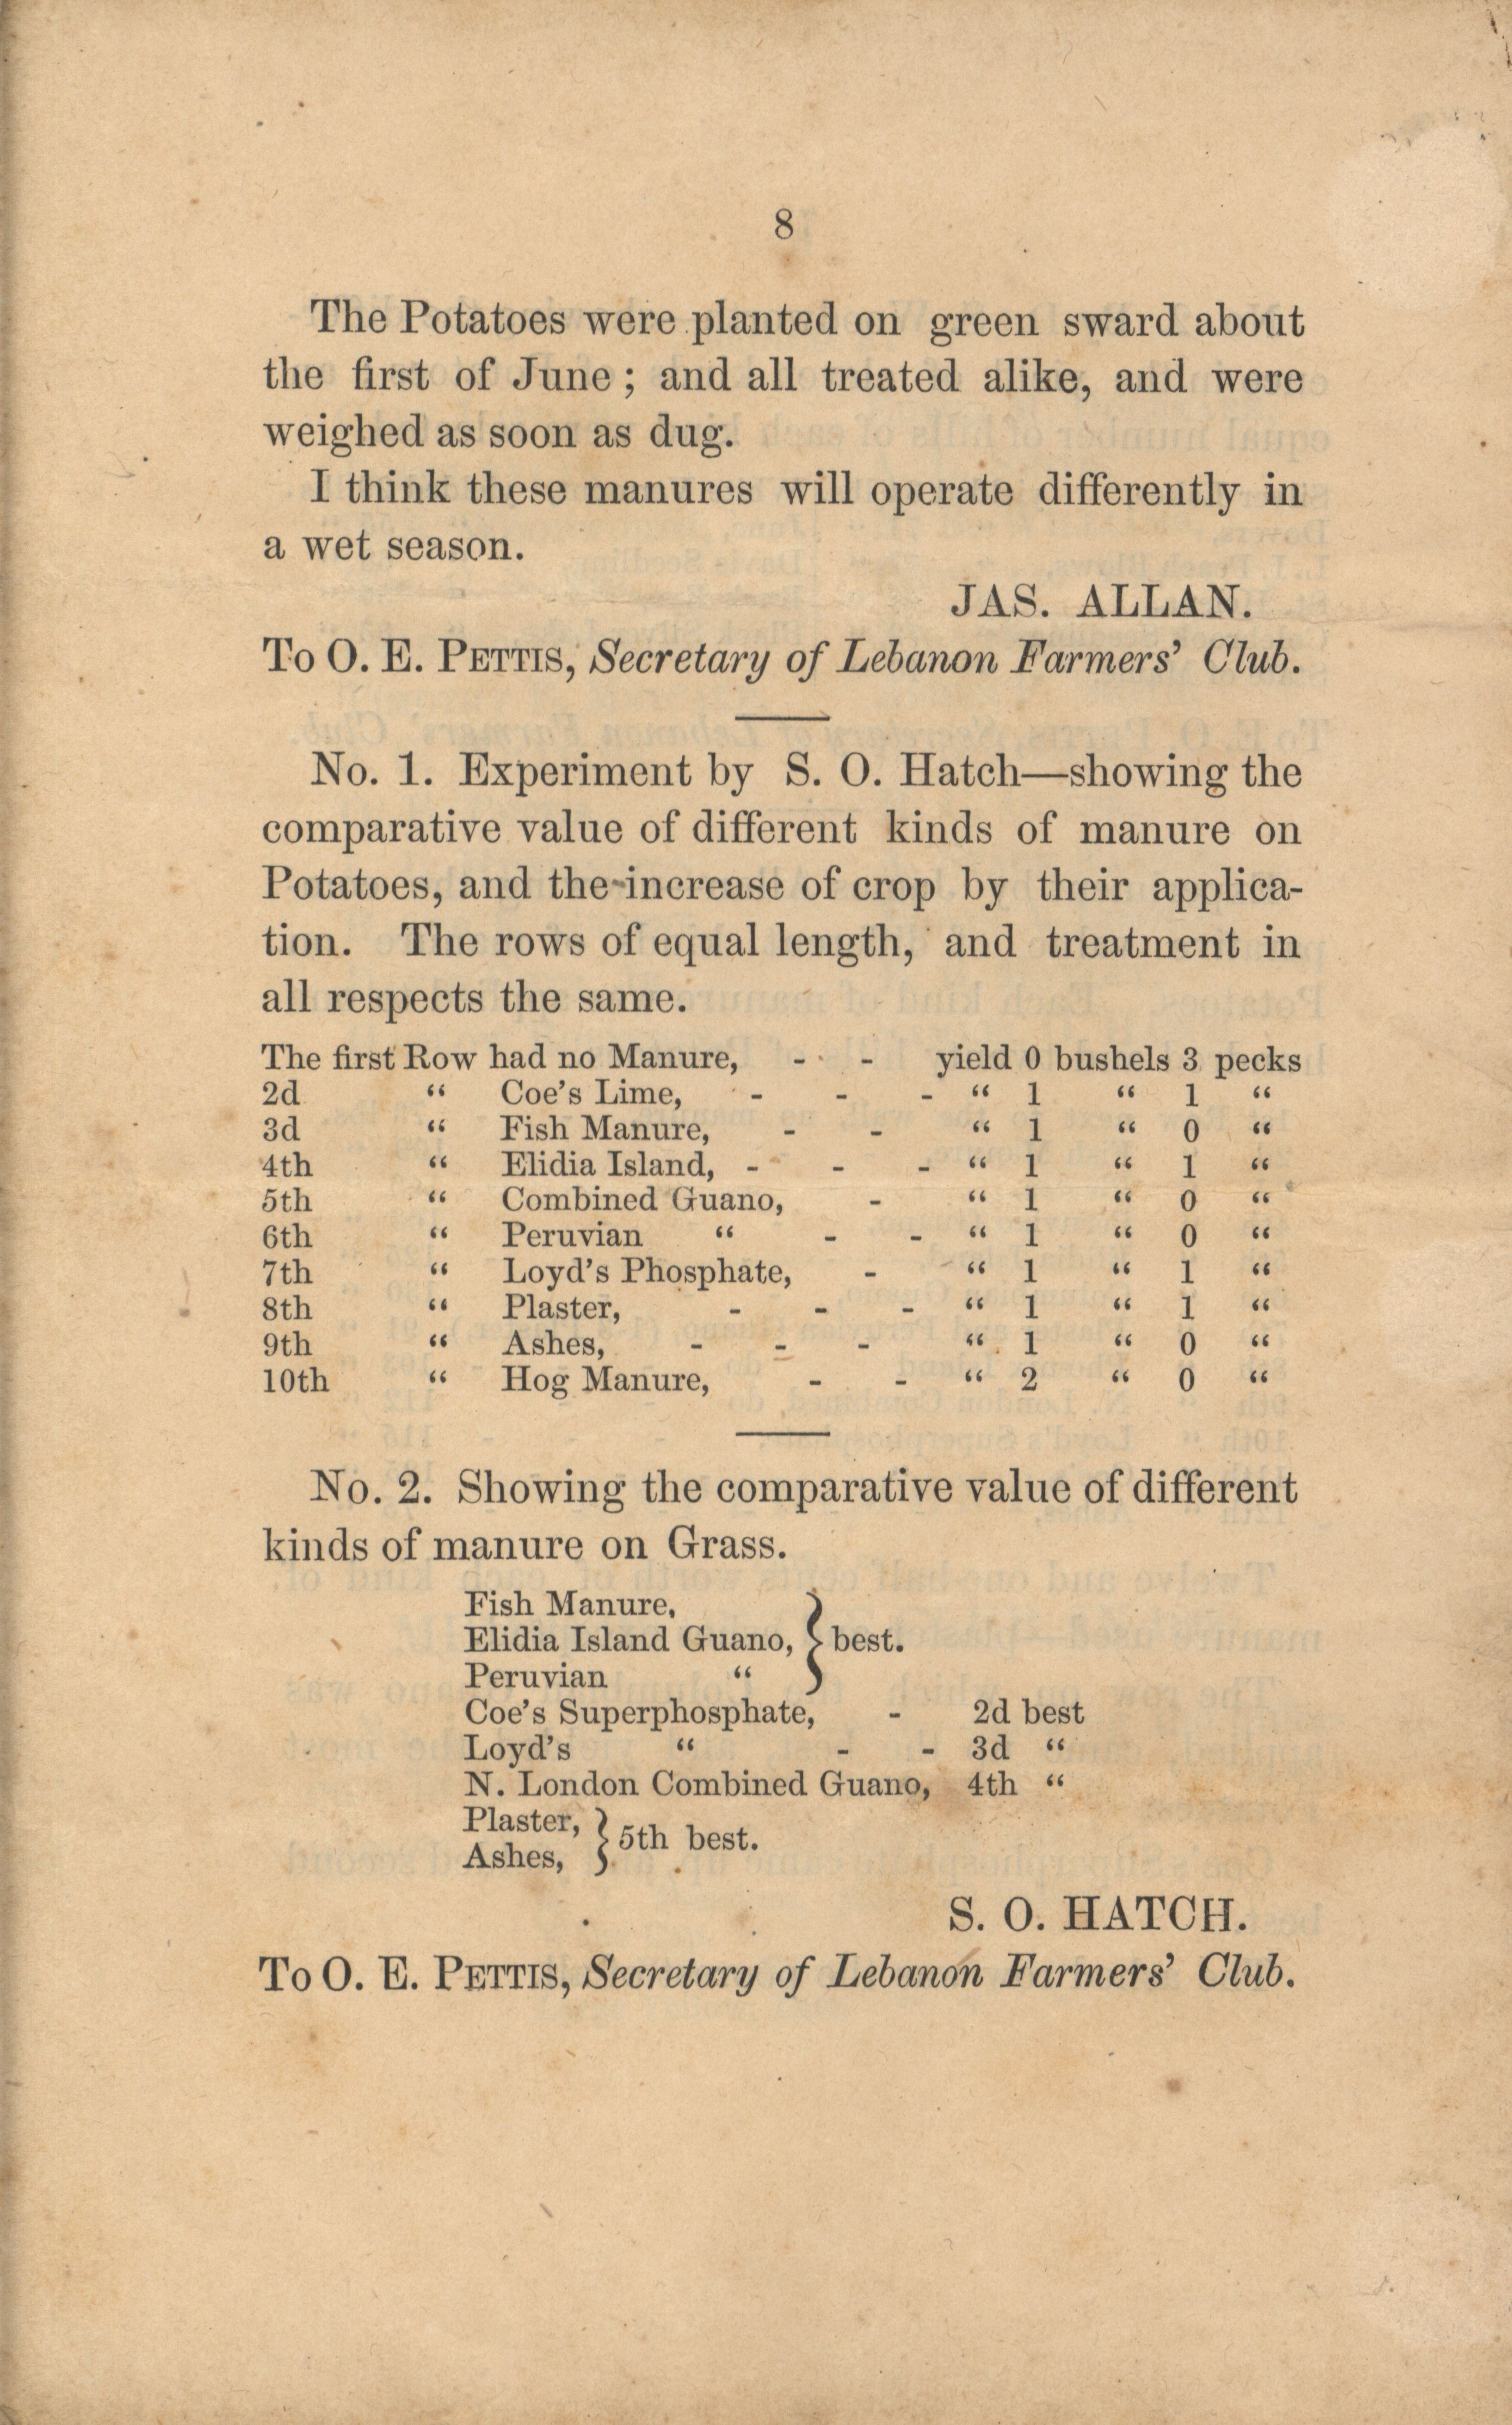 8
The Potatoes were planted on green sward about
the first of June; and all treated alike, and were
weighed as soon as dug.
I think these manures will operate differently in
a wet season.
JAS. ALLAN.
To O. E. PETTIS, Secretary of Lebanon Farmers' Club.
No. 1. Experiment by S. O. Hatch—showing the
comparative value of different kinds of manure on
Potatoes, and the-increase of crop by their applica-
tion. The rows of equal length, and treatment in
all respects the same.
The first Row had no Manure, - - yield 0 bushels 3 pecks
2d “ Coe's Lime, - - - “ 1 “ 1 “
3d “ Fish Manure, - - “ 1 “ 0 “
4th “ Elidia Island, - - - “ 1 “ 1 “
5th “ Combined Guano, - “ 1 “ 0 “
6th “ Peruvian “ - - “ 1 “ 0 “
7th “ Loyd's Phosphate, - “ 1 “ 1 “
8th “ Plaster, - - - “ 1 “ 1 “
9th “ Ashes, - - - “ 1 “ 0 “
10th “ Hog Manure, - - “ 2 “ 0 “
No. 2. Showing the comparative value of different
kinds of manure on Grass.
Fish Manure,
Elidia Island Guano, } best.
Peruvian “
Coe's Superphosphate, - 2d best
Loyd's “ - - 3d “
N. London Combined Guano, 4th “
Plaster, } 5th best.
Ashes,
S. O. HATCH.
To O. E. PETTIS, Secretary of Lebanon Farmers' Club.